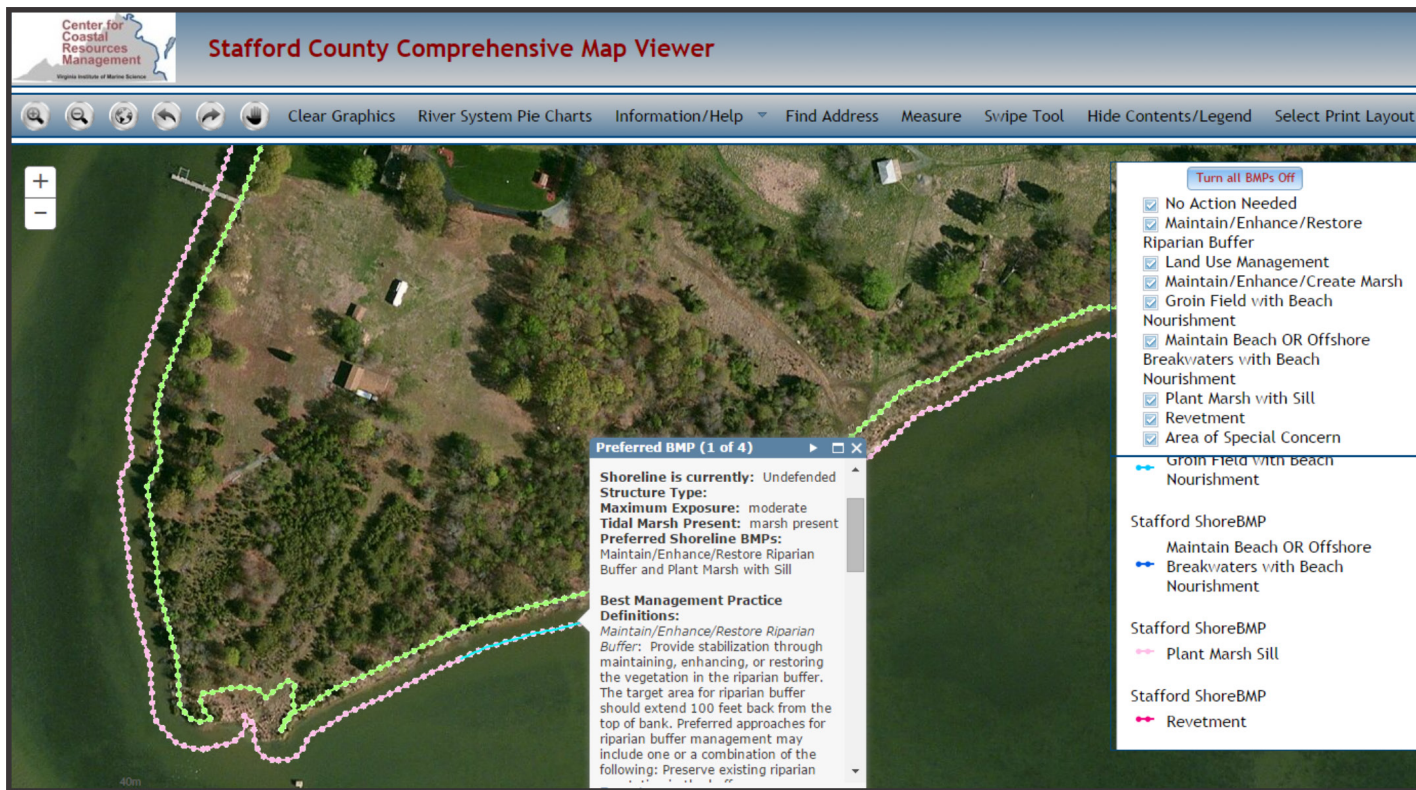 Center for
Coastal
Resources
Management
Virginia Institute of Marine Science
Stafford County Comprehensive Map Viewer
Clear Graphics River System Pie Charts Information/Help Find Address Measure Swipe Tool Hide Contents/Legend Select Print Layout
+
−
Turn all BMPs Off
No Action Needed
Maintain/Enhance/Restore
Riparian Buffer
Land Use Management
Maintain/Enhance/Create Marsh
Groin Field with Beach
Nourishment
Maintain Beach OR Offshore
Breakwaters with Beach
Nourishment
Plant Marsh with Sill
Revetment
Area of Special Concern
Groin Field with Beach
Nourishment
Stafford ShoreBMP
Maintain Beach OR Offshore
Breakwaters with Beach
Nourishment
Stafford ShoreBMP
Plant Marsh Sill
Stafford ShoreBMP
Revetment
Preferred BMP (1 of 4)
Shoreline is currently: Undefended
Structure Type:
Maximum Exposure: moderate
Tidal Marsh Present: marsh present
Preferred Shoreline BMPs:
Maintain/Enhance/Restore Riparian
Buffer and Plant Marsh with Sill
Best Management Practice
Definitions:
Maintain/Enhance/Restore Riparian
Buffer: Provide stabilization through
maintaining, enhancing, or restoring
the vegetation in the riparian buffer.
The target area for riparian buffer
should extend 100 feet back from the
top of bank. Preferred approaches for
riparian buffer management may
include one or a combination of the
following: Preserve existing riparian
40m